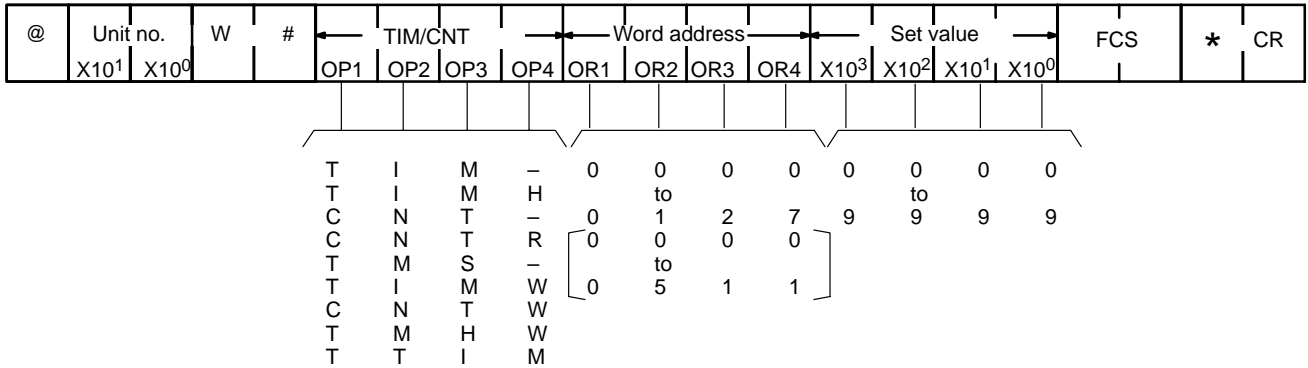 @ Unit no. W # TIM/CNT Word address Set value FCS * CR
X10¹ X10⁰ OP1 OP2 OP3 OP4 OR1 OR2 OR3 OR4 X10³ X10² X10¹ X10⁰
T I M – 0 0 0 0 0 0 0 0
T I M H to to
C N T – 0 1 2 7 9 9 9 9
C N T R 0 0 0 0
T M S – to
T I M W 0 5 1 1
C N T W
T M H W
T T I M